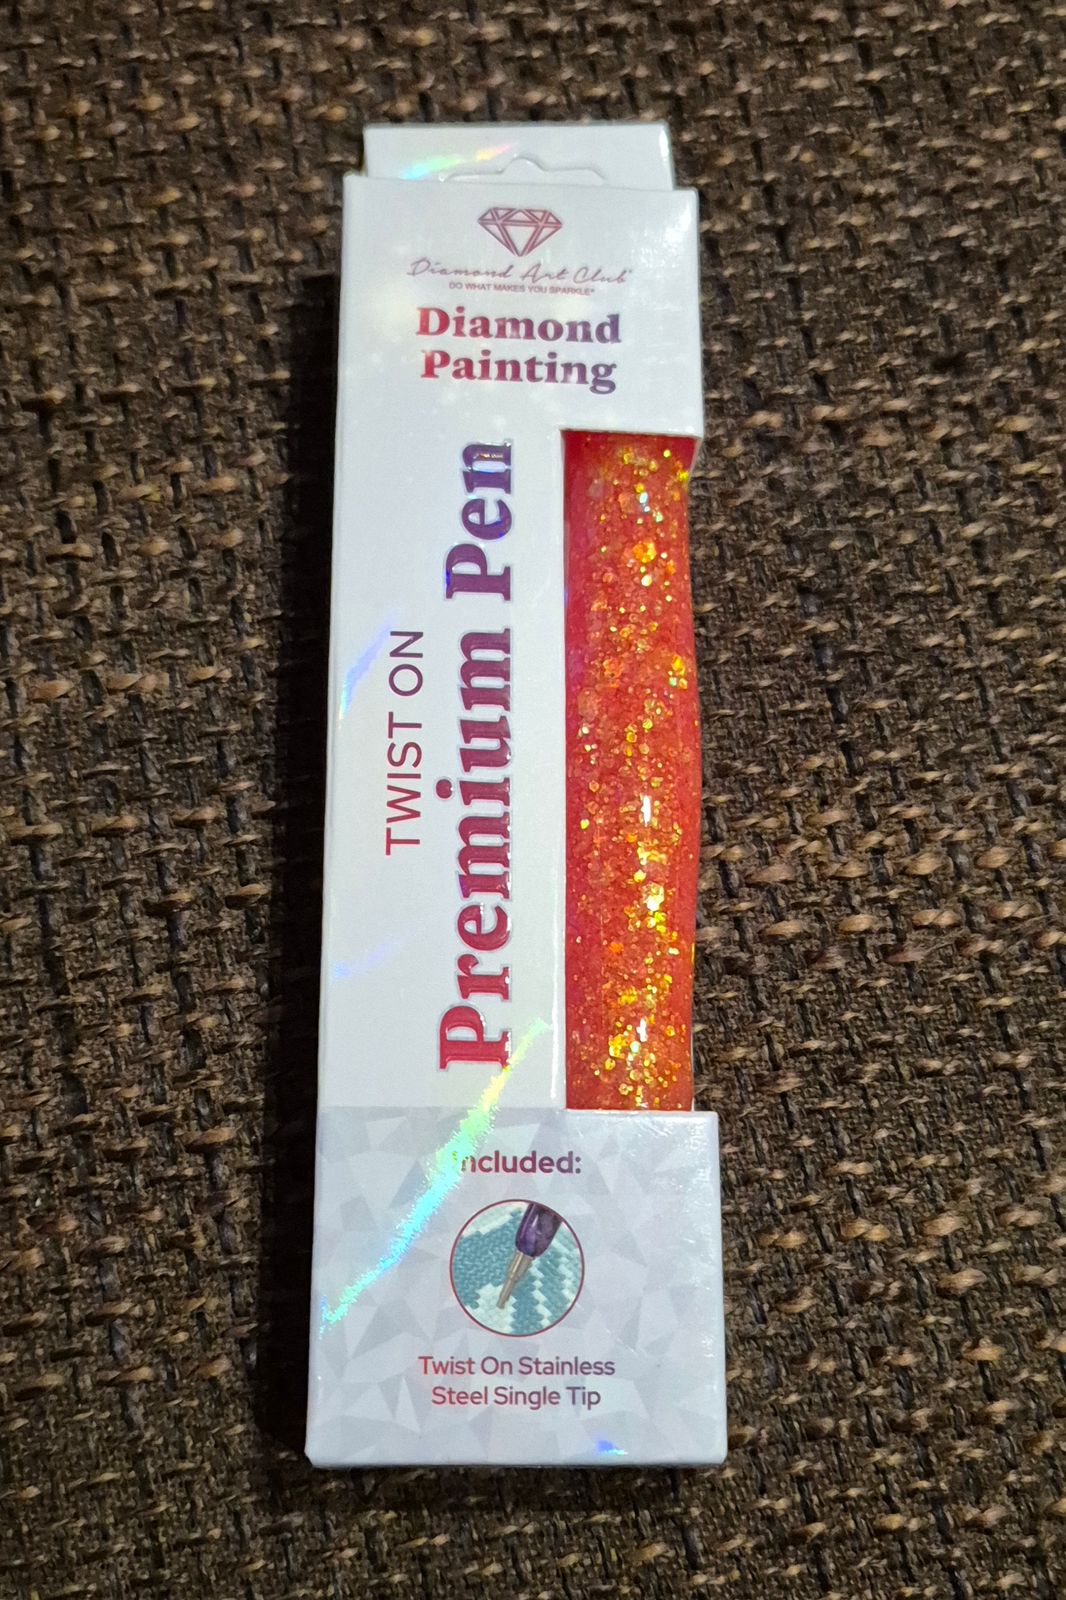 Diamond Art Club®
DO WHAT MAKES YOU SPARKLE®
Diamond
Painting
TWIST ON
Premium Pen
Included:
Twist On Stainless
Steel Single Tip